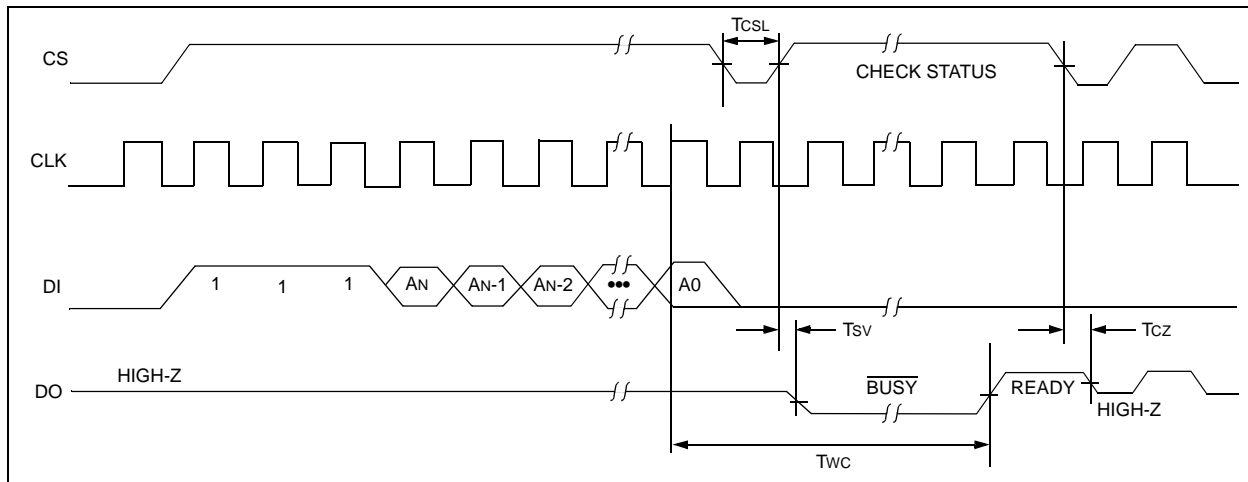 TCSL
CS
CHECK STATUS
CLK
DI
1 1 1 AN AN-1 AN-2 ••• A0
TSV
TCZ
HIGH-Z
DO
BUSY
READY
HIGH-Z
TWC